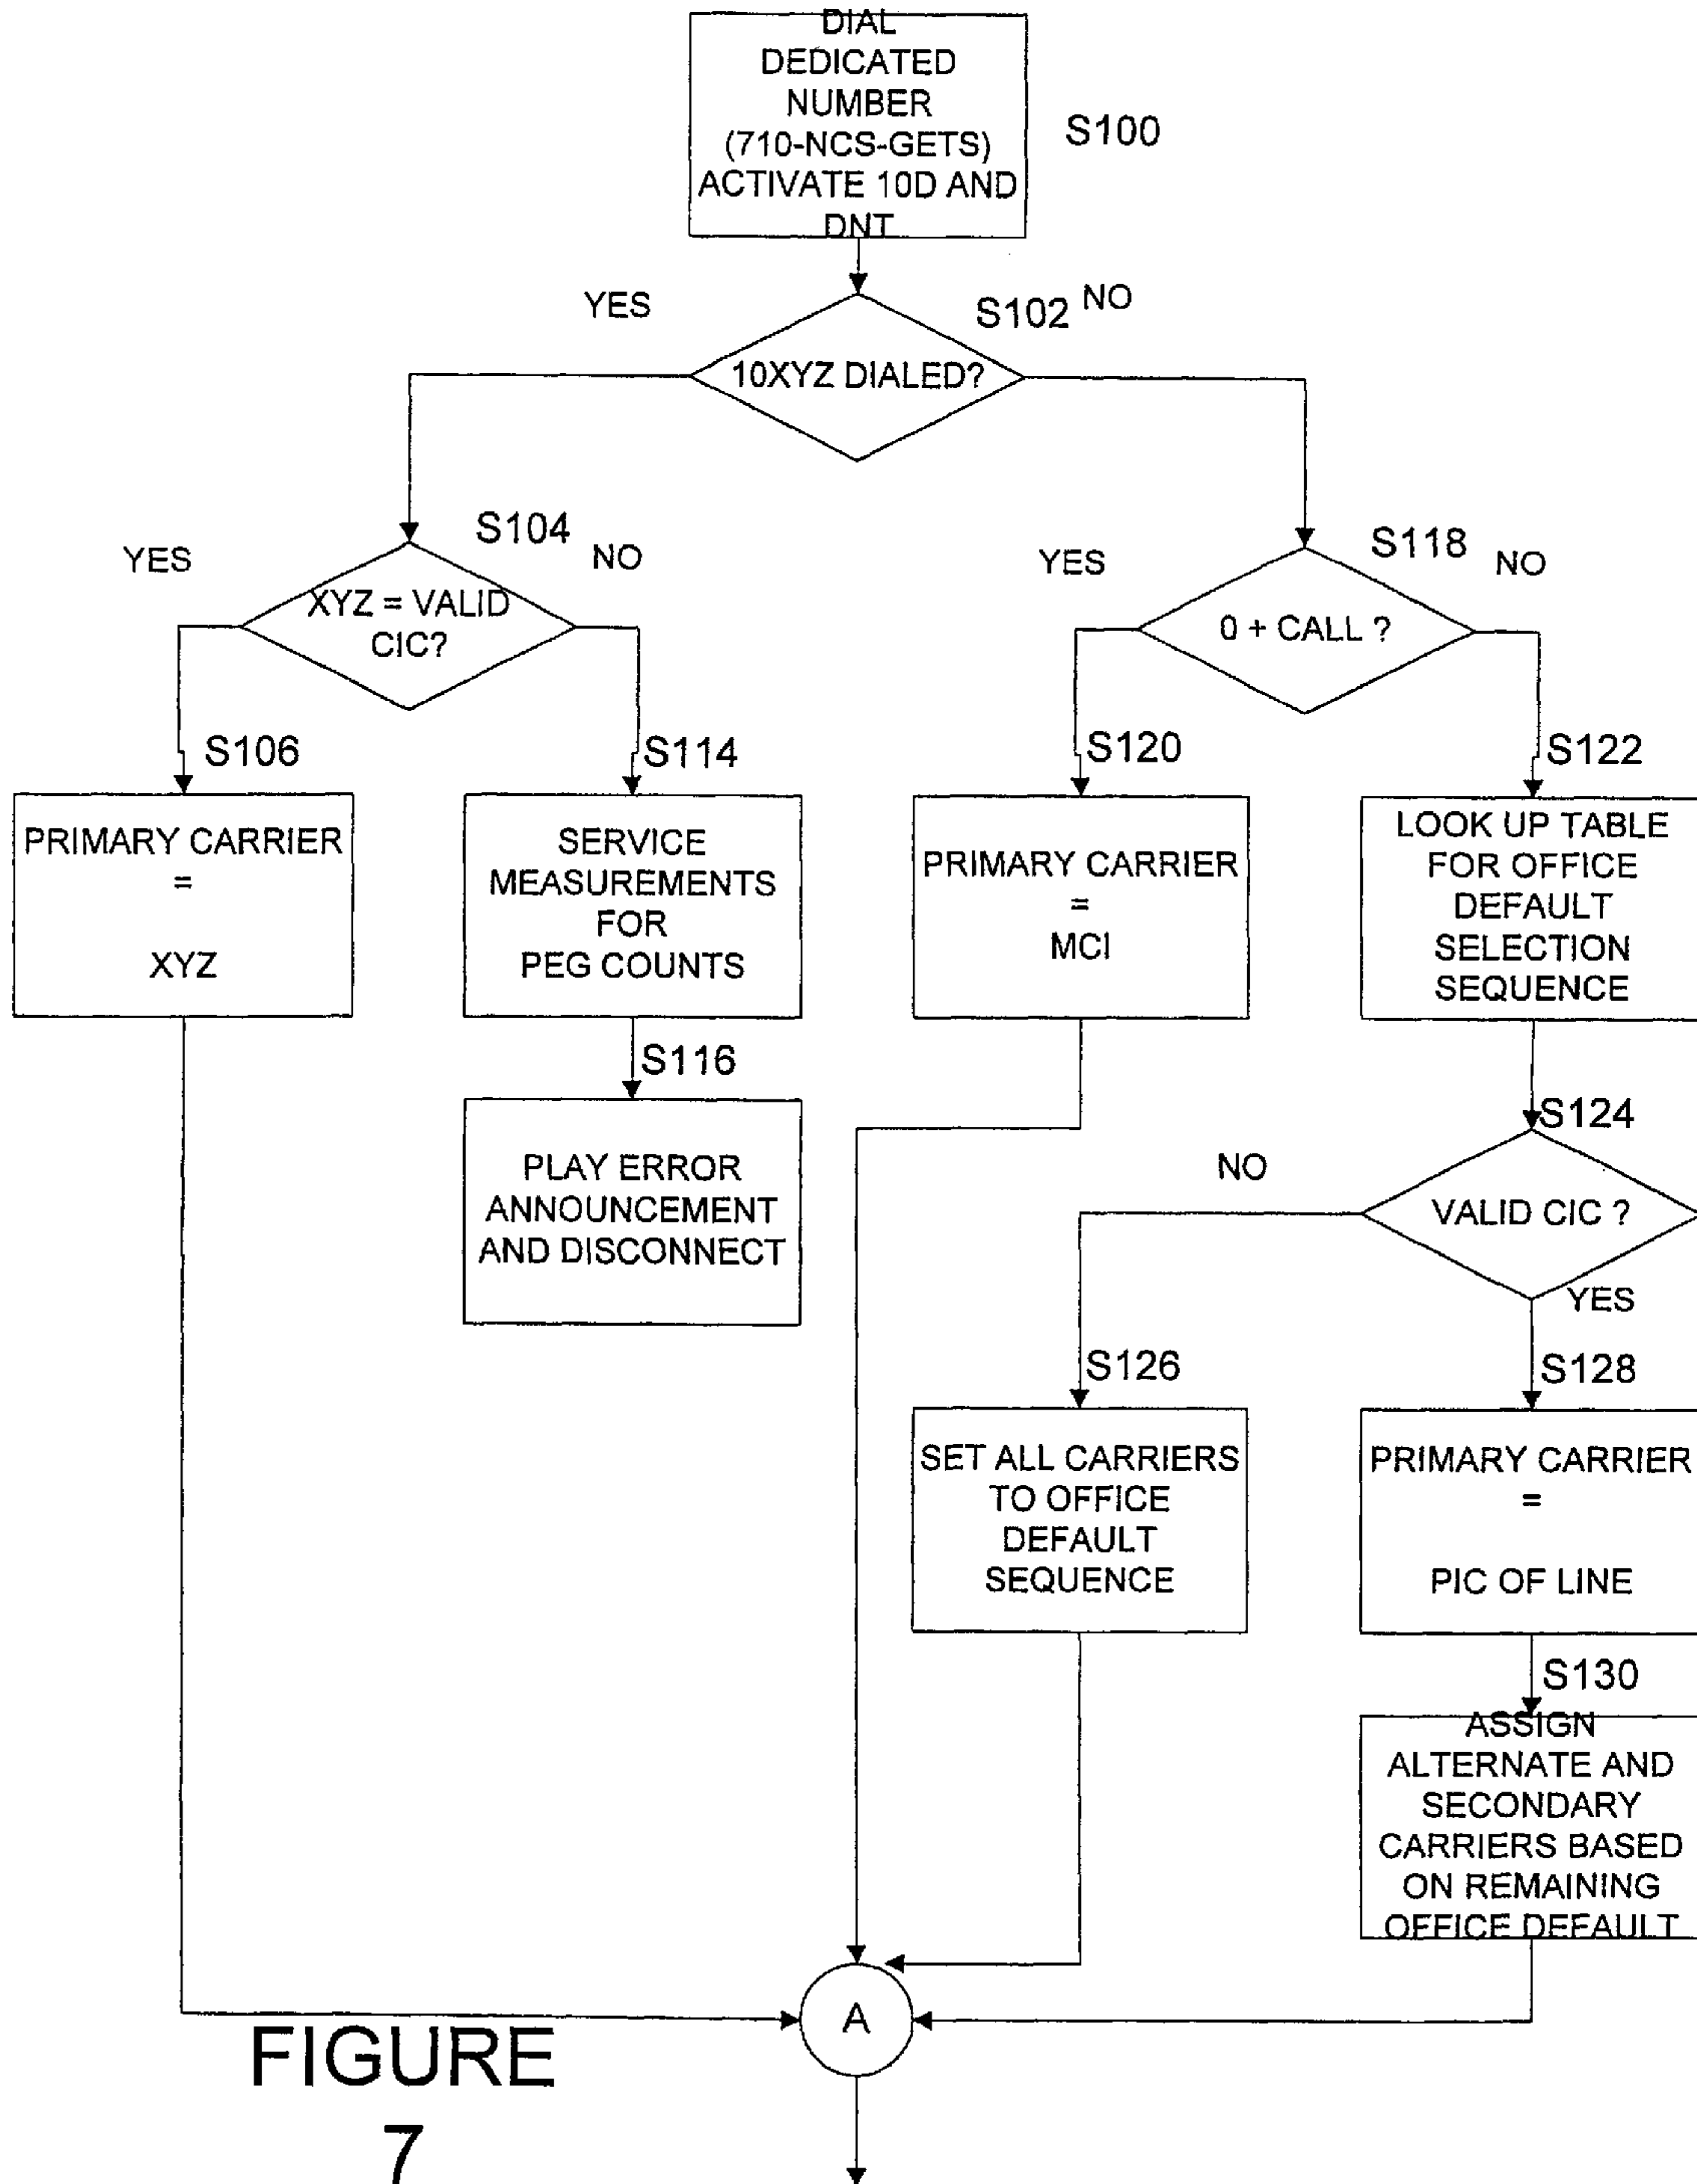 DIAL
DEDICATED
NUMBER
(710-NCS-GETS)
ACTIVATE 10D AND
DNT
S100
YES
S102
NO
10XYZ DIALED?
S104
YES
NO
XYZ = VALID
CIC?
S118
YES
NO
0 + CALL ?
S106
PRIMARY CARRIER
=
XYZ
S114
SERVICE
MEASUREMENTS
FOR
PEG COUNTS
S120
PRIMARY CARRIER
=
MCI
S122
LOOK UP TABLE
FOR OFFICE
DEFAULT
SELECTION
SEQUENCE
S116
PLAY ERROR
ANNOUNCEMENT
AND DISCONNECT
S124
NO
VALID CIC ?
YES
S126
SET ALL CARRIERS
TO OFFICE
DEFAULT
SEQUENCE
S128
PRIMARY CARRIER
=
PIC OF LINE
S130
ASSIGN
ALTERNATE AND
SECONDARY
CARRIERS BASED
ON REMAINING
OFFICE DEFAULT
A
FIGURE
7